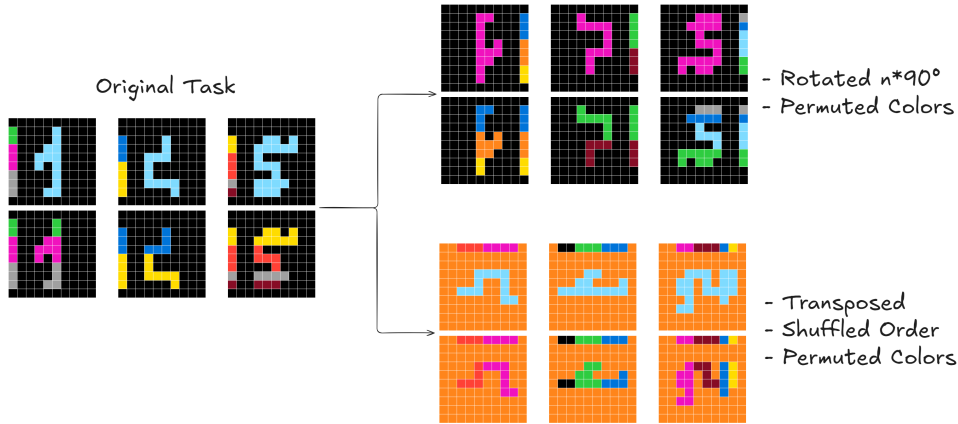 Original Task
- Rotated n*90°
- Permuted Colors
- Transposed
- Shuffled Order
- Permuted Colors